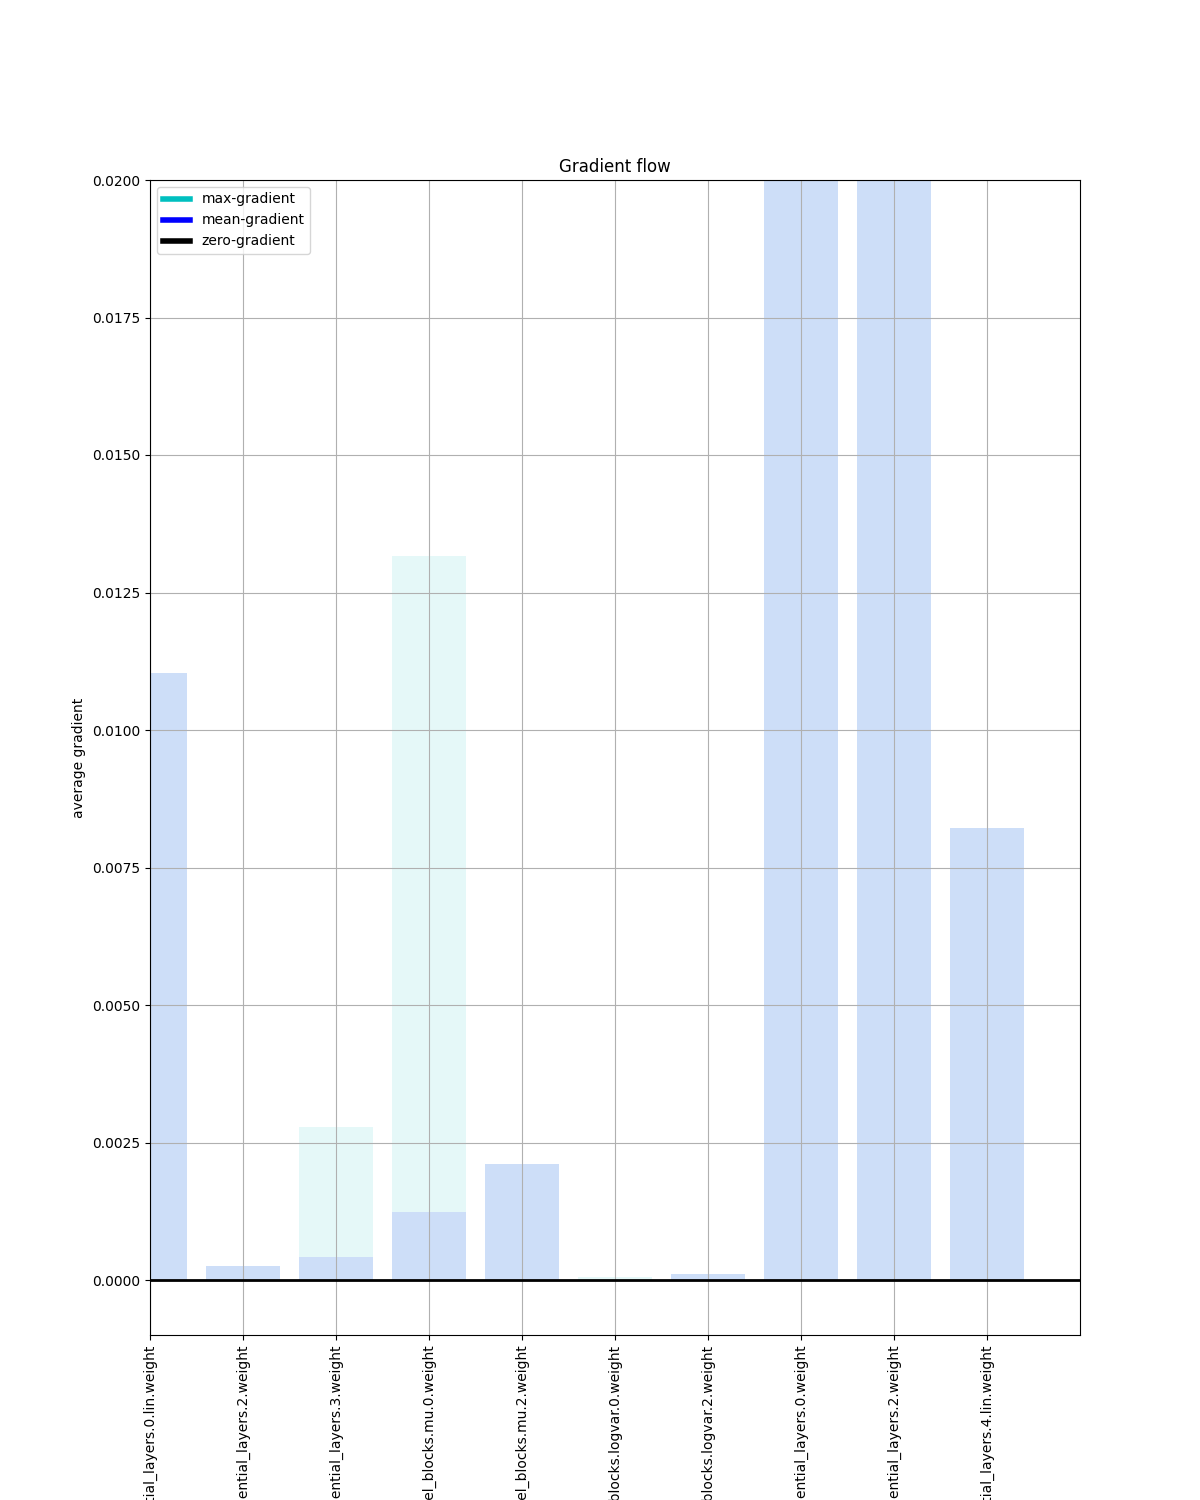 Gradient flow
max-gradient
mean-gradient
zero-gradient
0.0200
0.0175
0.0150
0.0125
0.0100
0.0075
0.0050
0.0025
0.0000
average gradient
tial_layers.0.lin.weight
ential_layers.2.weight
ential_layers.3.weight
el_blocks.mu.0.weight
el_blocks.mu.2.weight
blocks.logvar.0.weight
blocks.logvar.2.weight
ential_layers.0.weight
ential_layers.2.weight
tial_layers.4.lin.weight